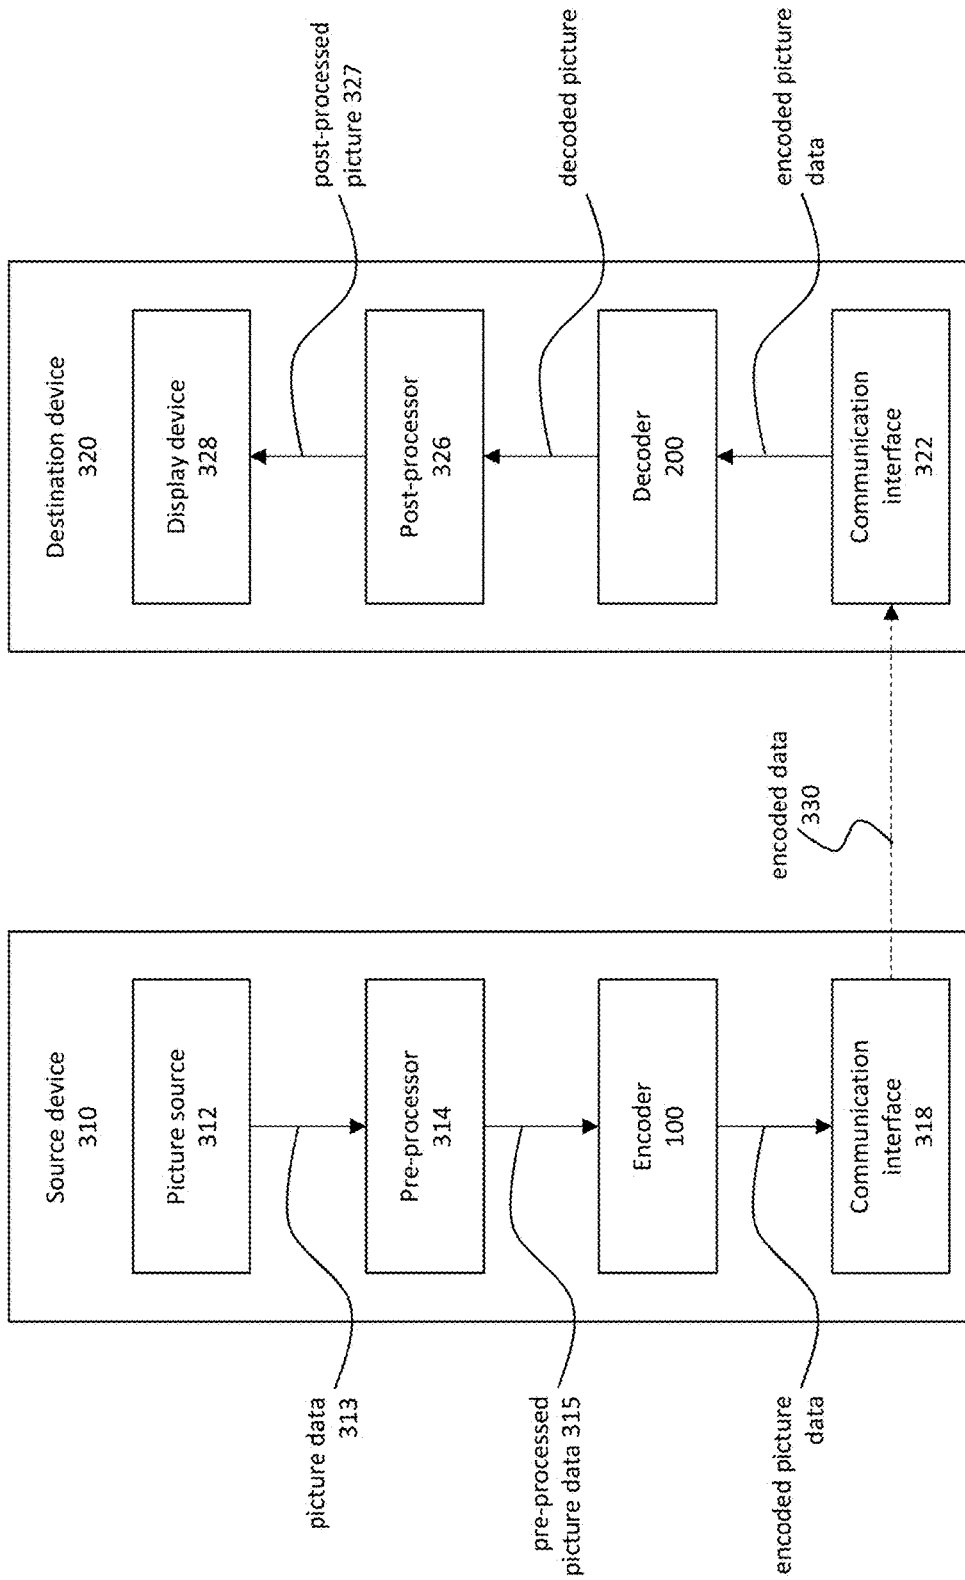 Source device
310
Picture source
312
picture data
313
Pre-processor
314
pre-processed
picture data 315
Encoder
100
encoded picture
data
Communication
interface
318
encoded data
330
Destination device
320
Display device
328
post-processed
picture 327
Post-processor
326
decoded picture
Decoder
200
encoded picture
data
Communication
interface
322